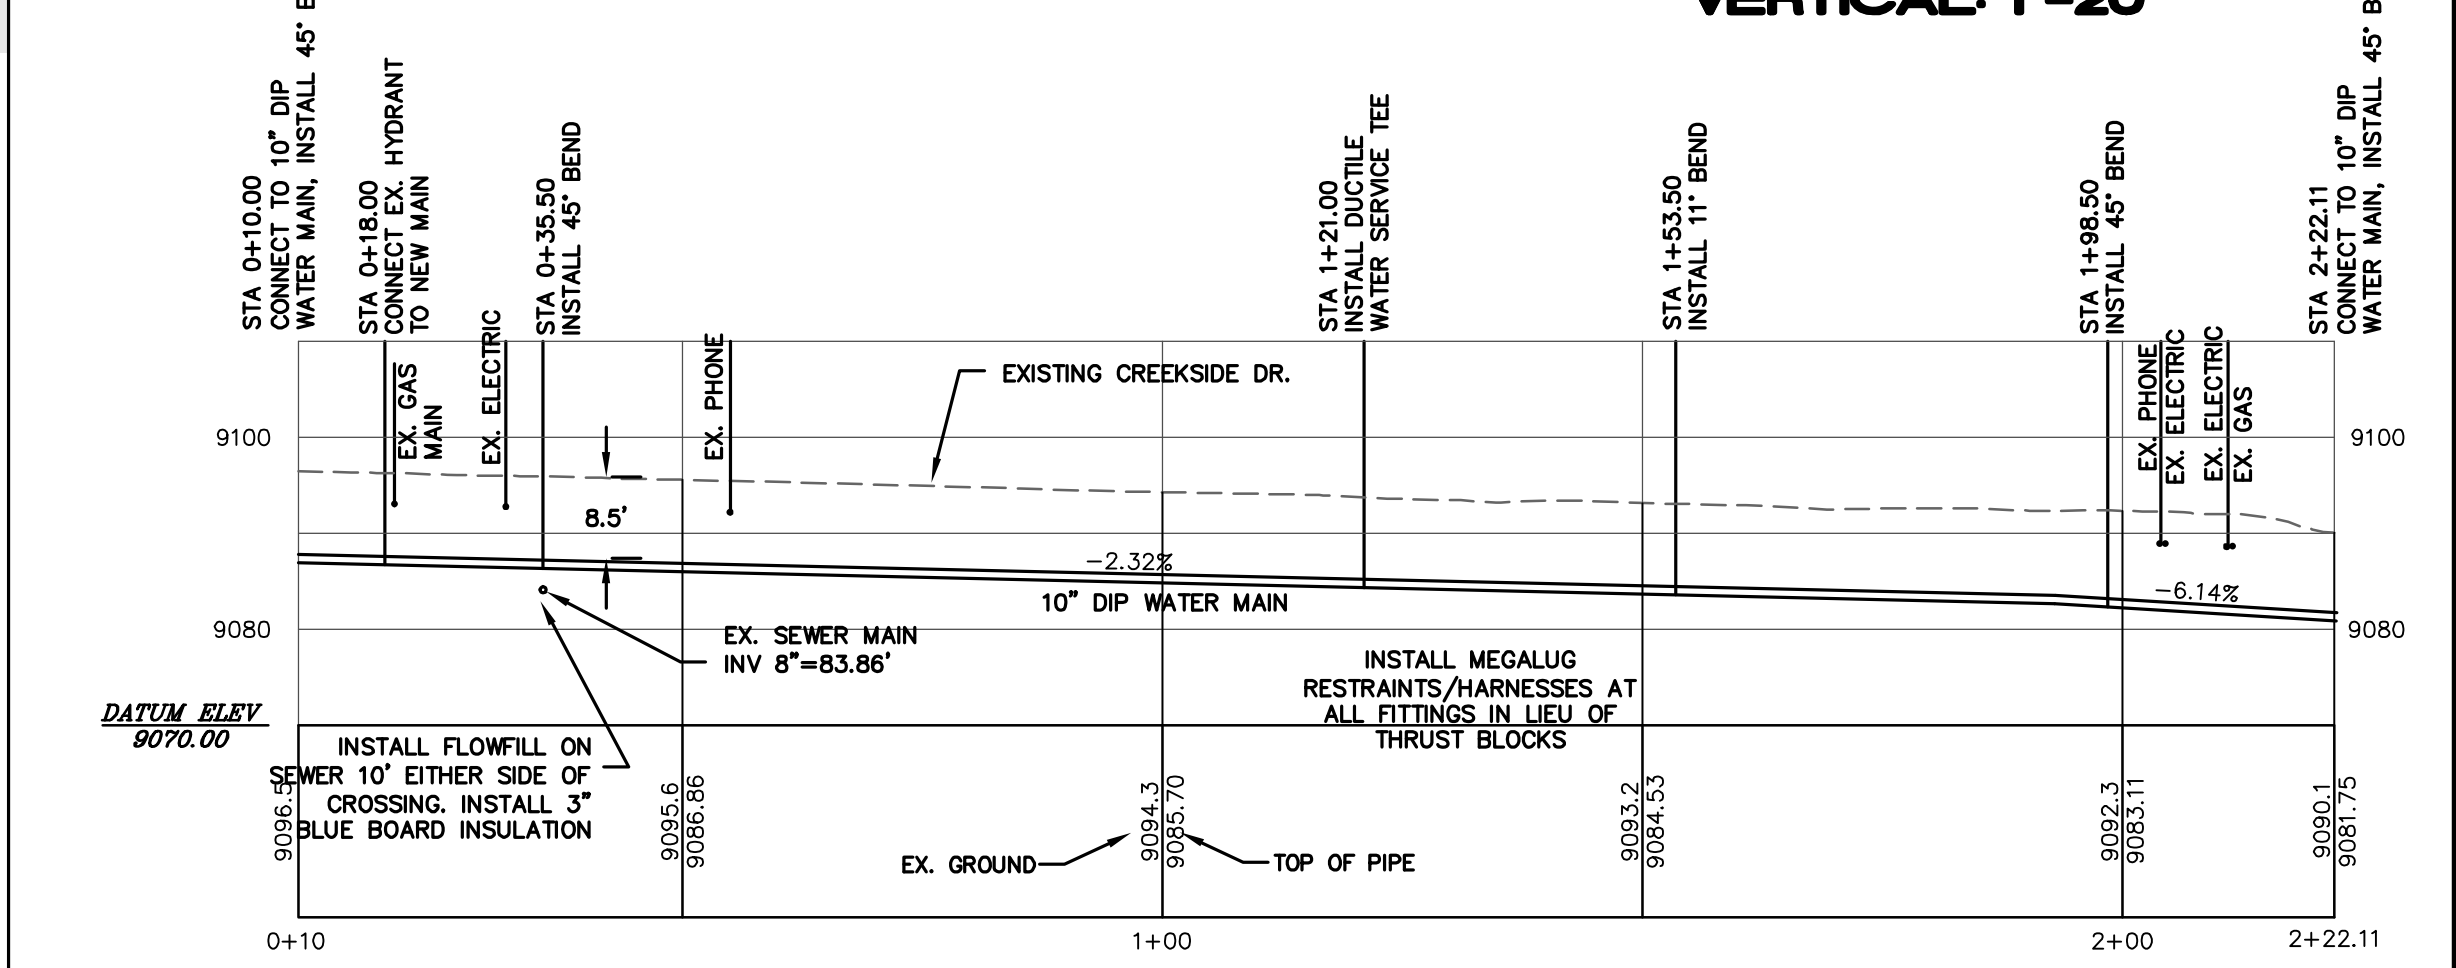 STA 0+10.00
CONNECT TO 10" DIP
WATER MAIN, INSTALL 45°
STA 0+18.00
CONNECT EX. HYDRANT
TO NEW MAIN
STA 0+35.50
INSTALL 45° BEND
STA 1+21.00
INSTALL DUCTILE
WATER SERVICE TEE
STA 1+53.50
INSTALL 11° BEND
STA 1+98.50
INSTALL 45° BEND
STA 2+22.11
CONNECT TO 10" DIP
WATER MAIN, INSTALL 45°
EX. GAS
MAIN
EX. ELECTRIC
EX. PHONE
EXISTING CREEKSIDE DR.
EX. PHONE
EX. ELECTRIC
EX. ELECTRIC
EX. GAS
9100
9100
8.5'
-2.32%
10" DIP WATER MAIN
-6.14%
9080
9080
EX. SEWER MAIN
INV 8"=83.86'
INSTALL MEGALUG
RESTRAINTS/HARNESSES AT
ALL FITTINGS IN LIEU OF
THRUST BLOCKS
DATUM ELEV
9070.00
INSTALL FLOWFILL ON
SEWER 10' EITHER SIDE OF
CROSSING. INSTALL 3"
BLUE BOARD INSULATION
9096.5
9095.6
9086.86
9094.3
9085.70
9093.2
9084.53
9092.3
9083.11
9090.1
9081.75
EX. GROUND
TOP OF PIPE
0+10
1+00
2+00
2+22.11